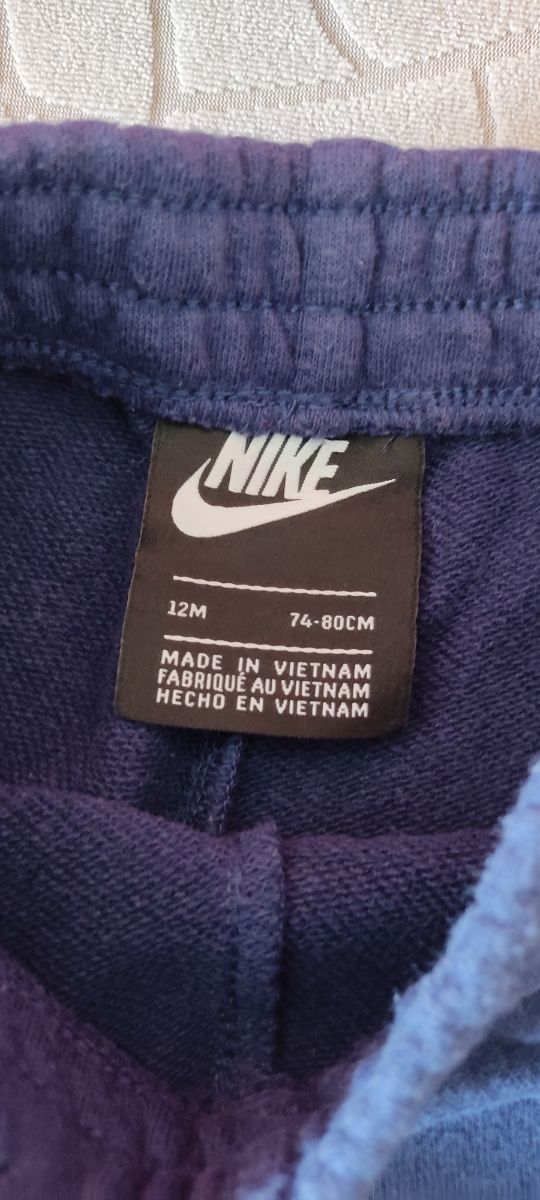 NIKE
12M 74-80CM
MADE IN VIETNAM
FABRIQUÉ AU VIETNAM
HECHO EN VIETNAM